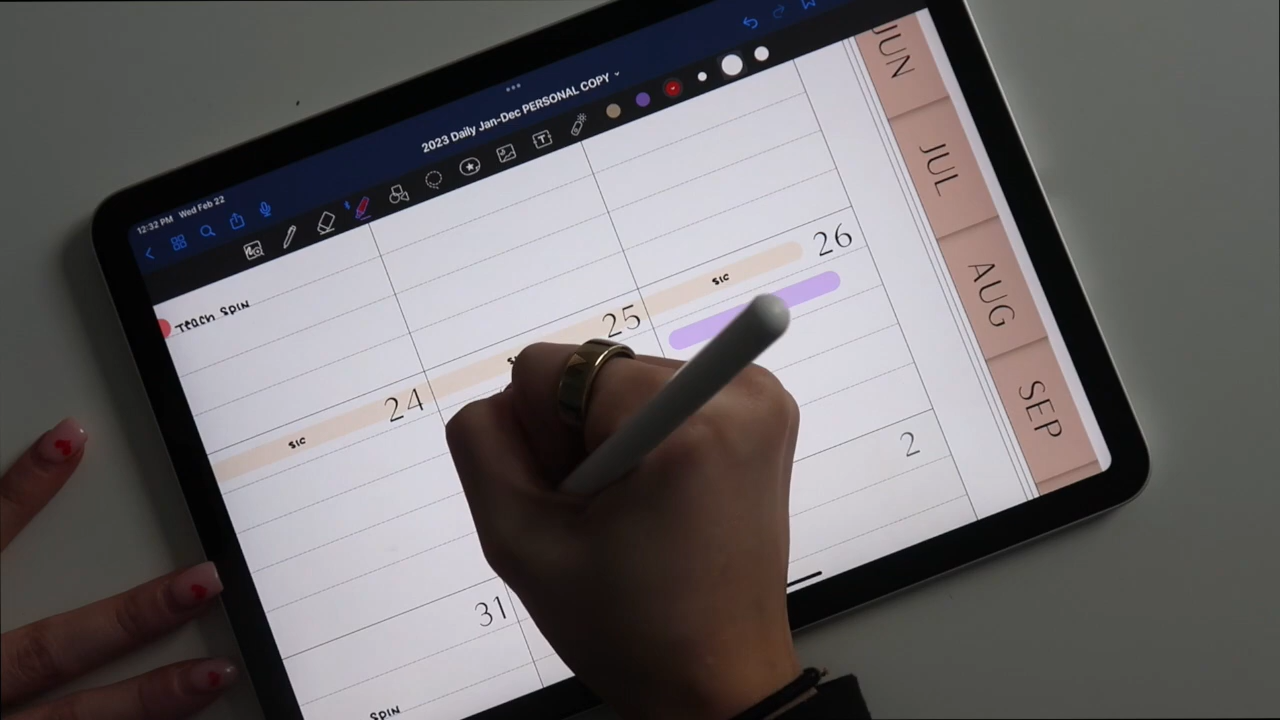 12:32 PM Wed Feb 22
2023 Daily Jan-Dec PERSONAL COPY
T
Teach SPIN
24
SIC
25
26
SIC
31
2
SPIN
JUN
JUL
AUG
SEP